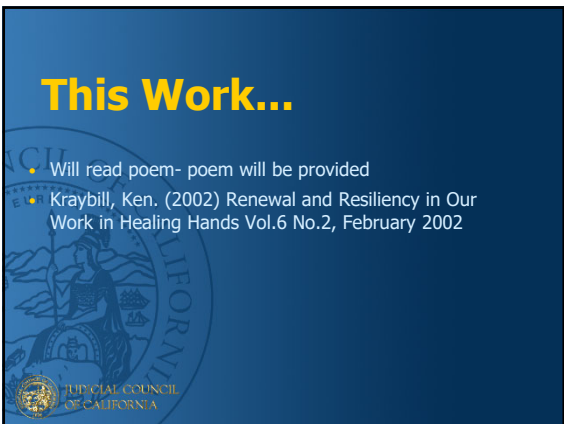 This Work...
• Will read poem- poem will be provided
• Kraybill, Ken. (2002) Renewal and Resiliency in Our
Work in Healing Hands Vol.6 No.2, February 2002
JUDICIAL COUNCIL
OF CALIFORNIA